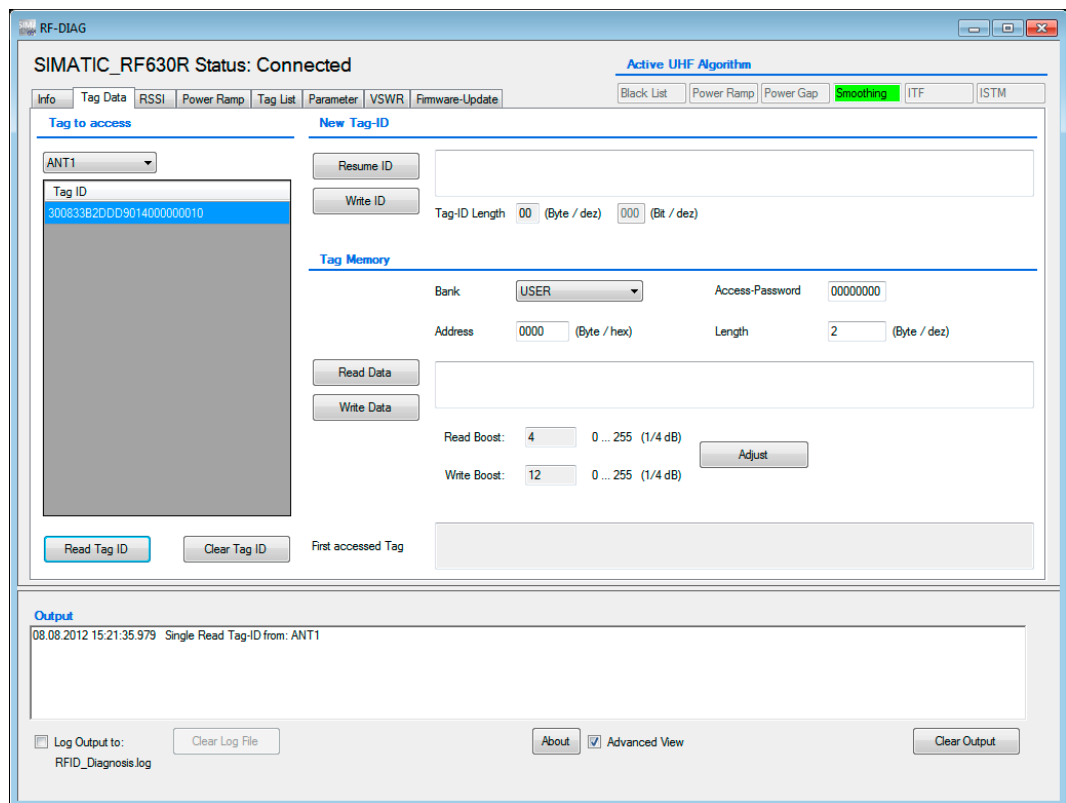 RF-DIAG
SIMATIC_RF630R Status: Connected
Active UHF Algorithm
Black List Power Ramp Power Gap Smoothing ITF ISTM
Info Tag Data RSSI Power Ramp Tag List Parameter VSWR Firmware-Update
Tag to access
New Tag-ID
ANT1
Resume ID
Tag ID
300833B2DDD9014000000010
Write ID
Tag-ID Length 00 (Byte / dez) 000 (Bit / dez)
Tag Memory
Bank USER Access-Password 00000000
Address 0000 (Byte / hex) Length 2 (Byte / dez)
Read Data
Write Data
Read Boost: 4 0 ... 255 (1/4 dB)
Adjust
Write Boost: 12 0 ... 255 (1/4 dB)
Read Tag ID Clear Tag ID First accessed Tag
Output
08.08.2012 15:21:35.979 Single Read Tag-ID from: ANT1
Log Output to: Clear Log File About Advanced View Clear Output
RFID_Diagnosis.log